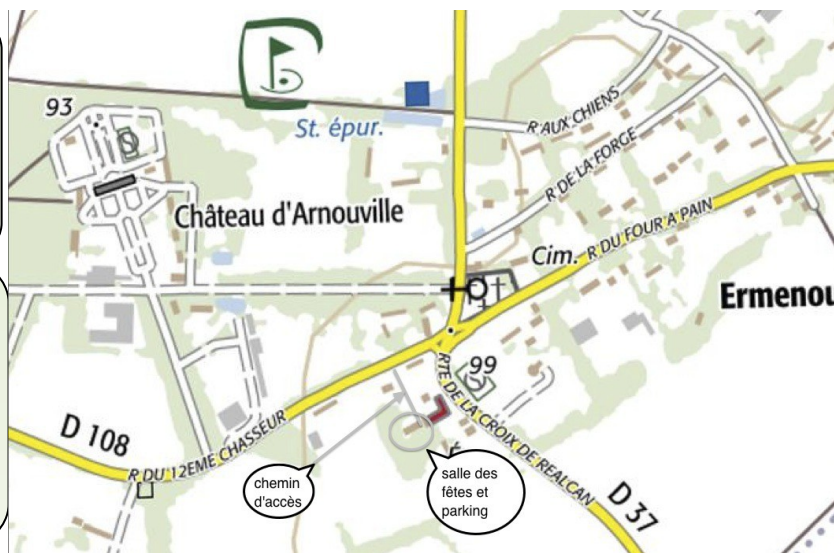 93
St. épur.
R AUX CHIENS
R DE LA FORGE
Château d'Arnouville
Cim.
R DU FOUR A PAIN
Ermenou
99
RTE DE LA CROIX DE REALCAN
D 108
R DU 12EME CHASSEUR
D 37
chemin
d'accès
salle des
fêtes et
parking